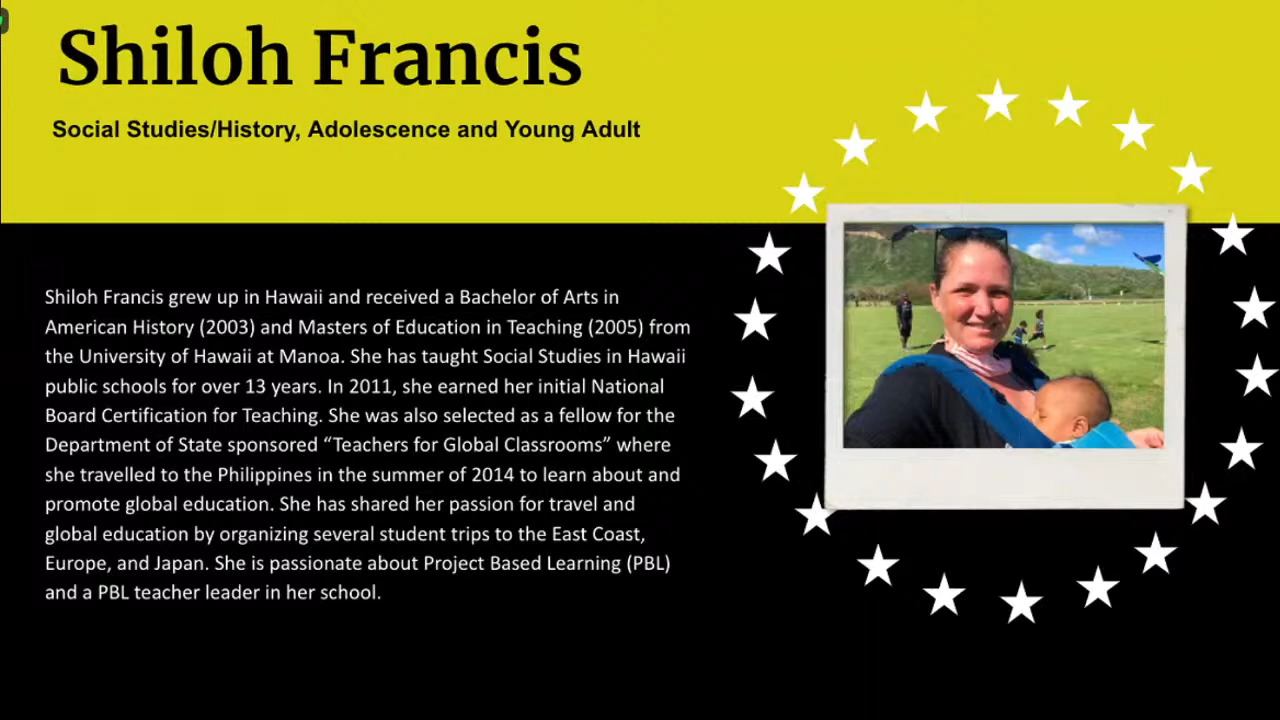 Shiloh Francis
Social Studies/History, Adolescence and Young Adult
Shiloh Francis grew up in Hawaii and received a Bachelor of Arts in
American History (2003) and Masters of Education in Teaching (2005) from
the University of Hawaii at Manoa. She has taught Social Studies in Hawaii
public schools for over 13 years. In 2011, she earned her initial National
Board Certification for Teaching. She was also selected as a fellow for the
Department of State sponsored “Teachers for Global Classrooms” where
she travelled to the Philippines in the summer of 2014 to learn about and
promote global education. She has shared her passion for travel and
global education by organizing several student trips to the East Coast,
Europe, and Japan. She is passionate about Project Based Learning (PBL)
and a PBL teacher leader in her school.